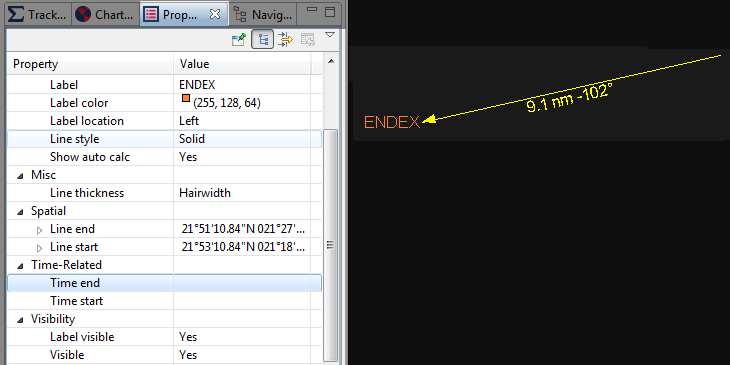 Track... Chart... Prop... Navig...
Property Value
Label ENDEX
Label color (255, 128, 64)
Label location Left
Line style Solid
Show auto calc Yes
Misc
Line thickness Hairwidth
Spatial
Line end 21°51'10.84"N 021°27'...
Line start 21°53'10.84"N 021°18'...
Time-Related
Time end
Time start
Visibility
Label visible Yes
Visible Yes
9.1 nm -102°
ENDEX